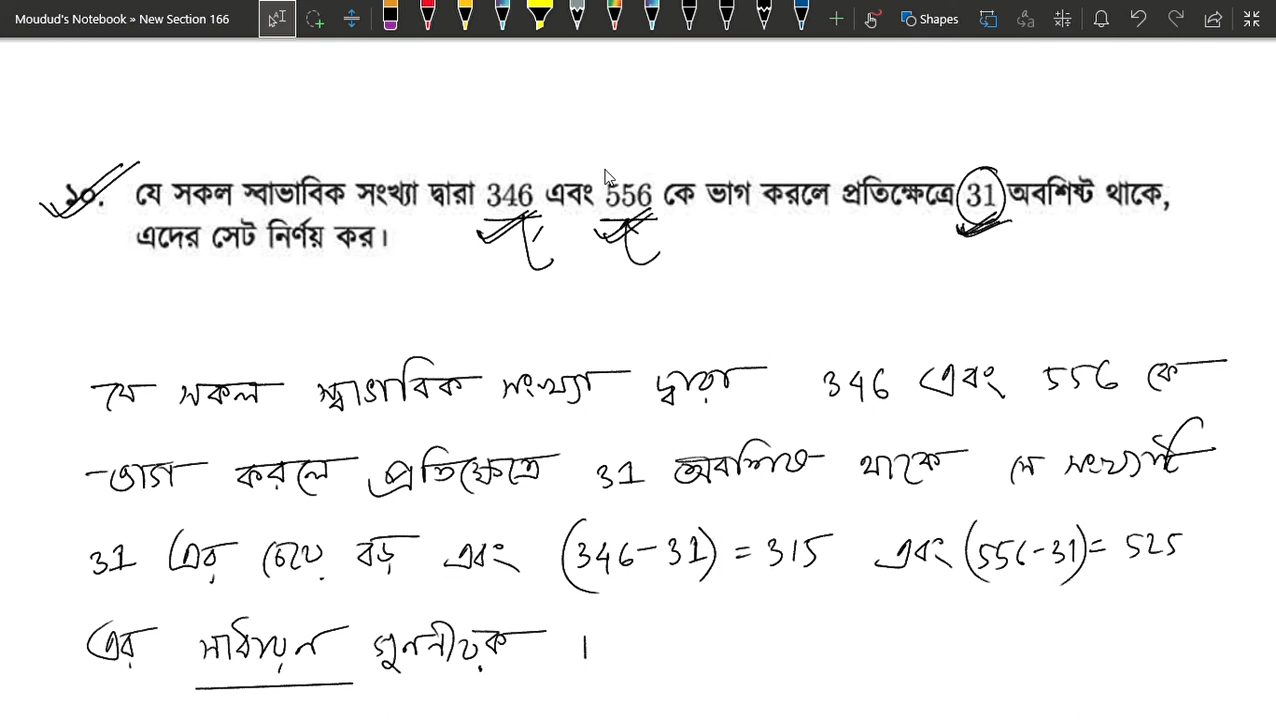 Moudud's Notebook » New Section 166
Shapes
১০. যে সকল স্বাভাবিক সংখ্যা দ্বারা 346 এবং 556 কে ভাগ করলে প্রতিক্ষেত্রে 31 অবশিষ্ট থাকে,
এদের সেট নির্ণয় কর।
যে সকল স্বাভাবিক সংখ্যা দ্বারা 346 এবং 556 কে
ভাগ করলে প্রতিক্ষেত্রে 31 অবশিষ্ট থাকে সে সংখ্যাটি
31 এর চেয়ে বড় এবং (346-31) = 315 এবং (556-31)= 525
এর সাধারণ গুণনীয়ক ।